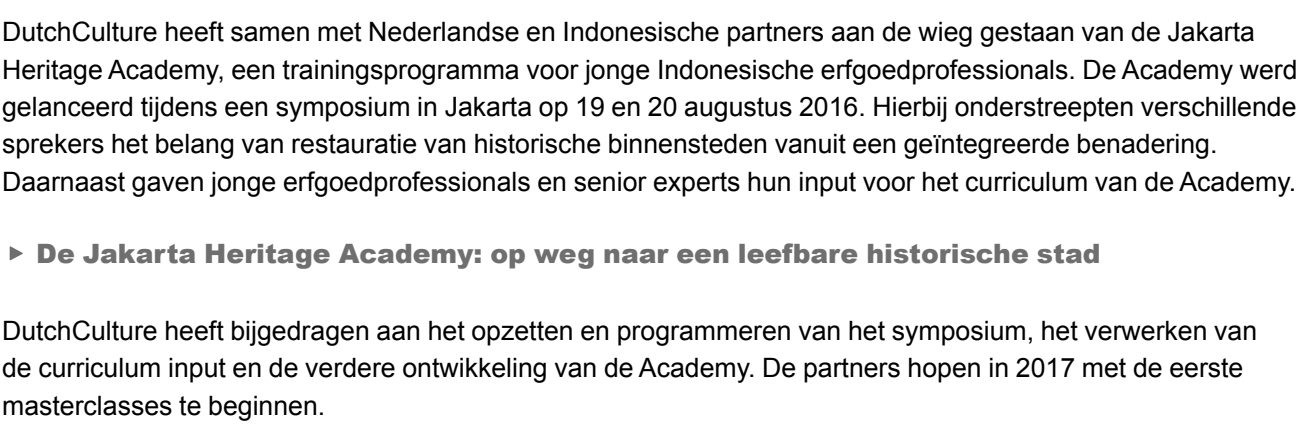 DutchCulture heeft samen met Nederlandse en Indonesische partners aan de wieg gestaan van de Jakarta
Heritage Academy, een trainingsprogramma voor jonge Indonesische erfgoedprofessionals. De Academy werd
gelanceerd tijdens een symposium in Jakarta op 19 en 20 augustus 2016. Hierbij onderstreepten verschillende
sprekers het belang van restauratie van historische binnensteden vanuit een geïntegreerde benadering.
Daarnaast gaven jonge erfgoedprofessionals en senior experts hun input voor het curriculum van de Academy.
▶ De Jakarta Heritage Academy: op weg naar een leefbare historische stad
DutchCulture heeft bijgedragen aan het opzetten en programmeren van het symposium, het verwerken van
de curriculum input en de verdere ontwikkeling van de Academy. De partners hopen in 2017 met de eerste
masterclasses te beginnen.